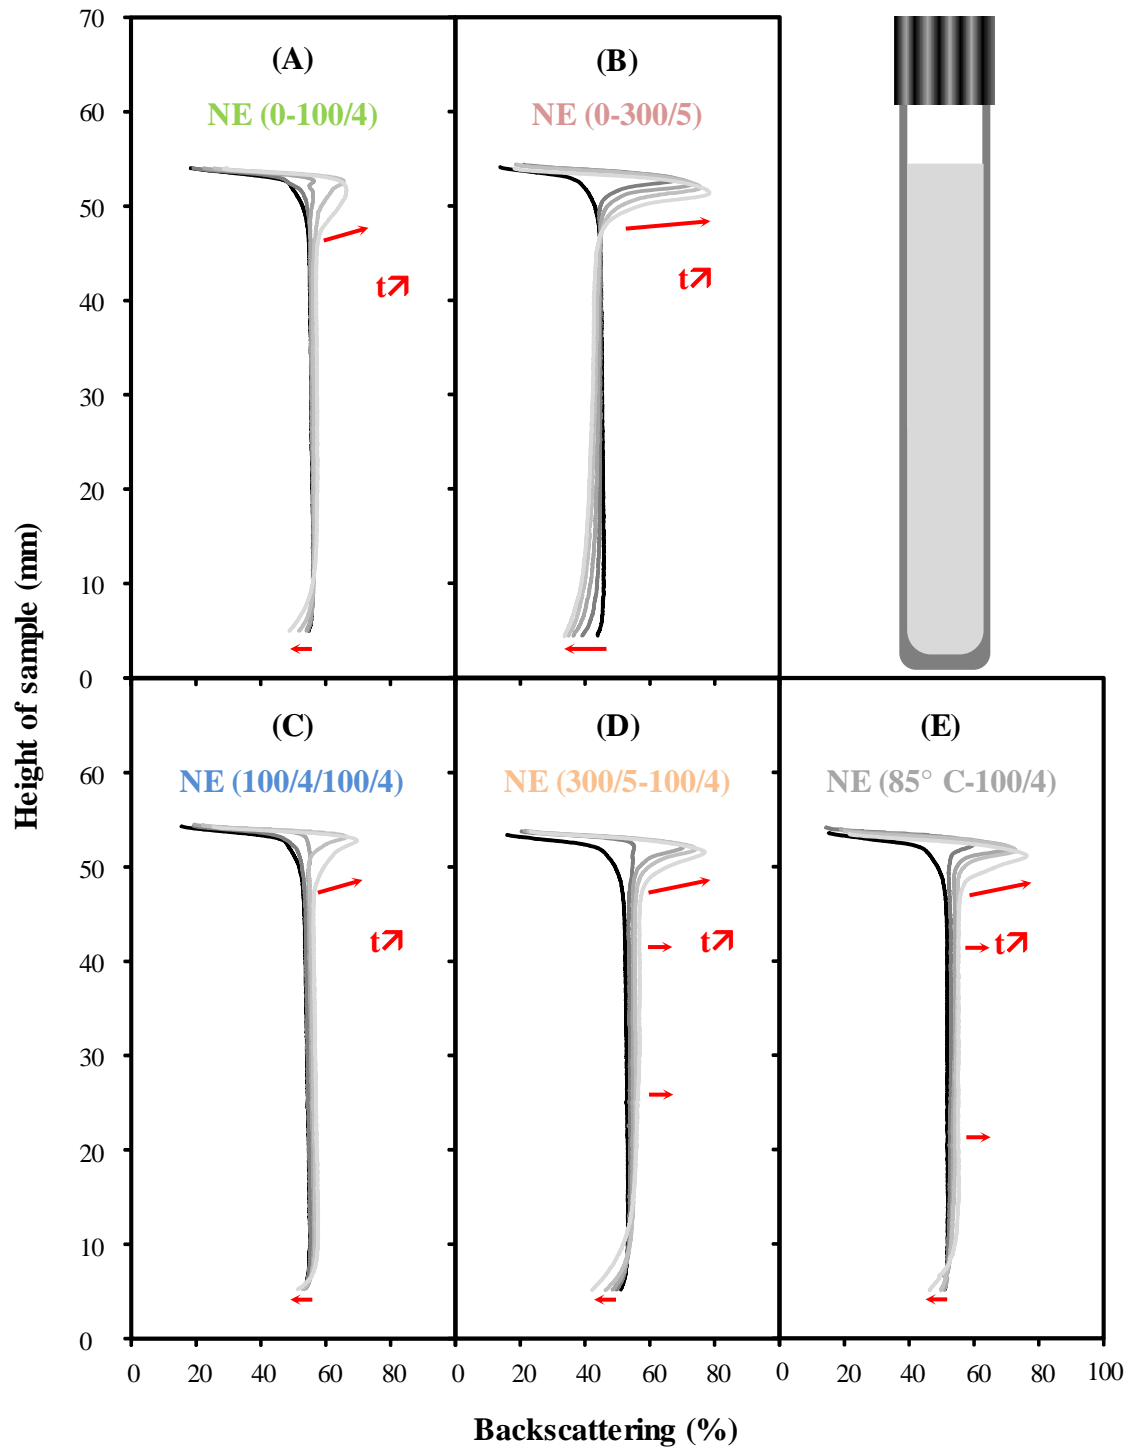 70
60
50
40
30
20
10
0
(A)
NE (0-100/4)
t↗
(B)
NE (0-300/5)
t↗
Height of sample (mm)
60
50
40
30
20
10
0
(C)
NE (100/4/100/4)
t↗
(D)
NE (300/5-100/4)
t↗
(E)
NE (85° C-100/4)
t↗
0 20 40 60 80 0 20 40 60 80 0 20 40 60 80 100
Backscattering (%)